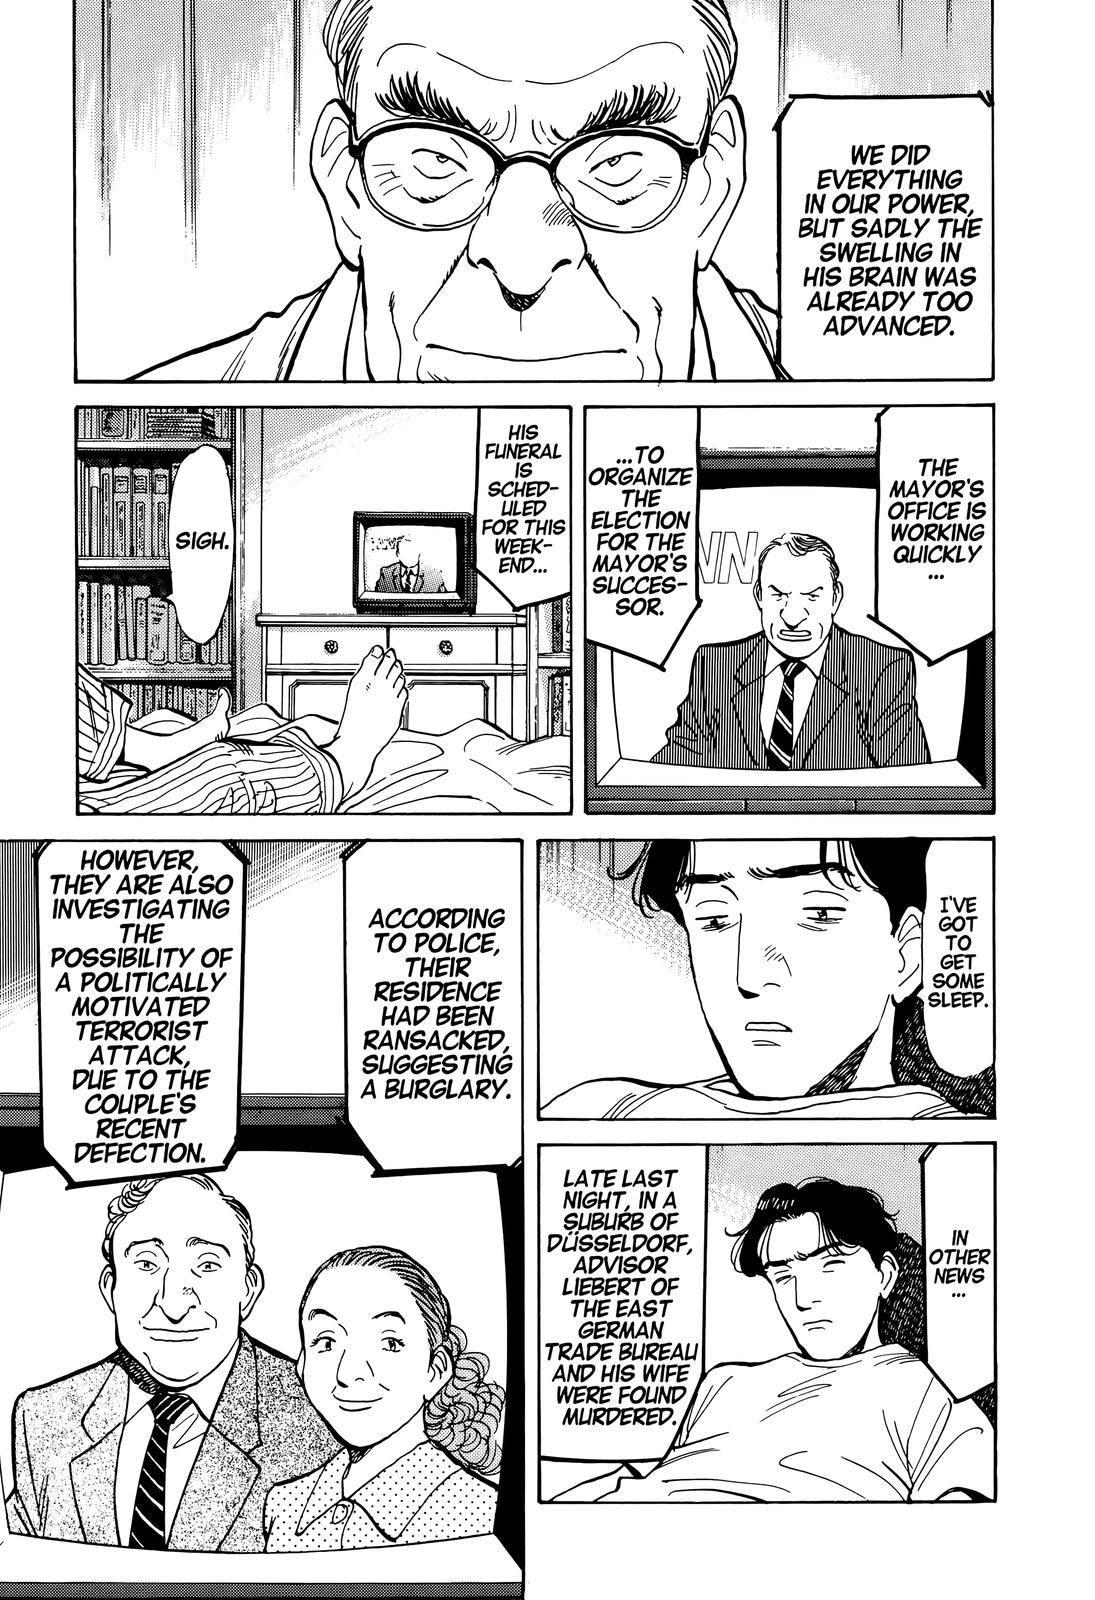 WE DID
EVERYTHING
IN OUR POWER,
BUT SADLY THE
SWELLING IN
HIS BRAIN WAS
ALREADY TOO
ADVANCED.
THE
MAYOR'S
OFFICE IS
WORKING
QUICKLY
...
...TO
ORGANIZE
THE
ELECTION
FOR THE
MAYOR'S
SUCCES-
SOR.
NN
HIS
FUNERAL
IS
SCHED-
ULED
FOR THIS
WEEK-
END...
SIGH.
I'VE
GOT
TO
GET
SOME
SLEEP.
IN
OTHER
NEWS
...
LATE LAST
NIGHT, IN A
SUBURB OF
DÜSSELDORF,
ADVISOR
LIEBERT OF
THE EAST
GERMAN
TRADE BUREAU
AND HIS WIFE
WERE FOUND
MURDERED.
ACCORDING
TO POLICE,
THEIR
RESIDENCE
HAD BEEN
RANSACKED,
SUGGESTING
A BURGLARY.
HOWEVER,
THEY ARE ALSO
INVESTIGATING
THE
POSSIBILITY OF
A POLITICALLY
MOTIVATED
TERRORIST
ATTACK,
DUE TO THE
COUPLE'S
RECENT
DEFECTION.